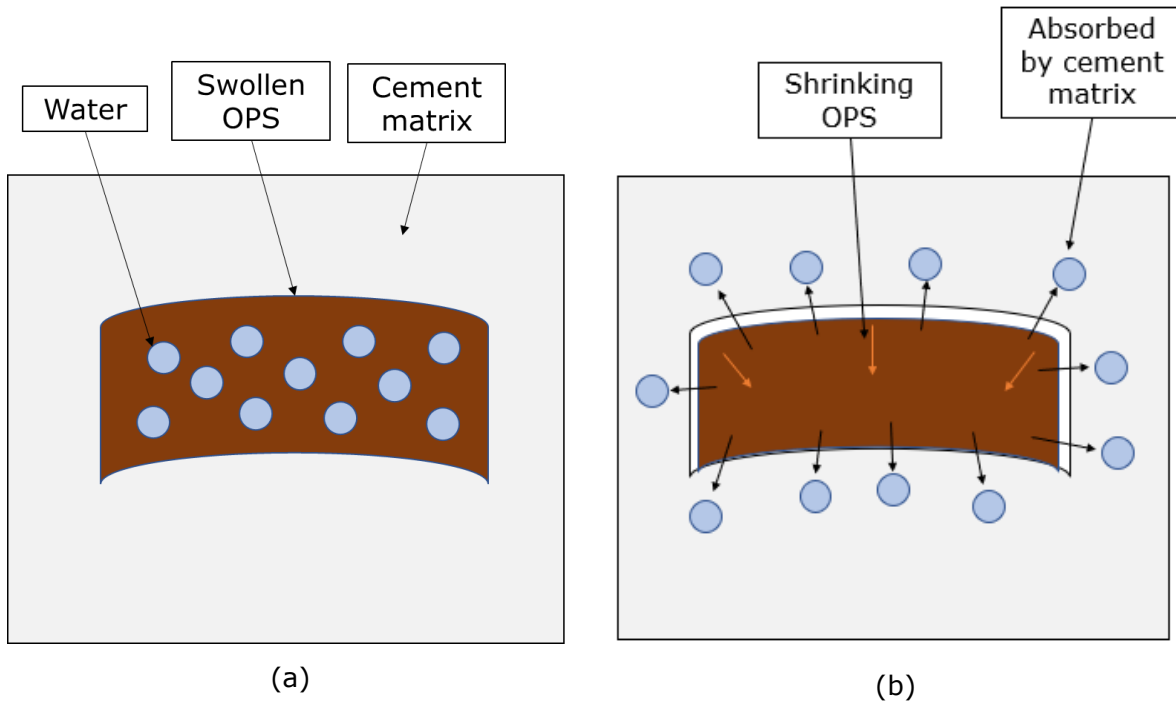 Water
Swollen
OPS
Cement
matrix
(a)
Shrinking
OPS
Absorbed
by cement
matrix
(b)